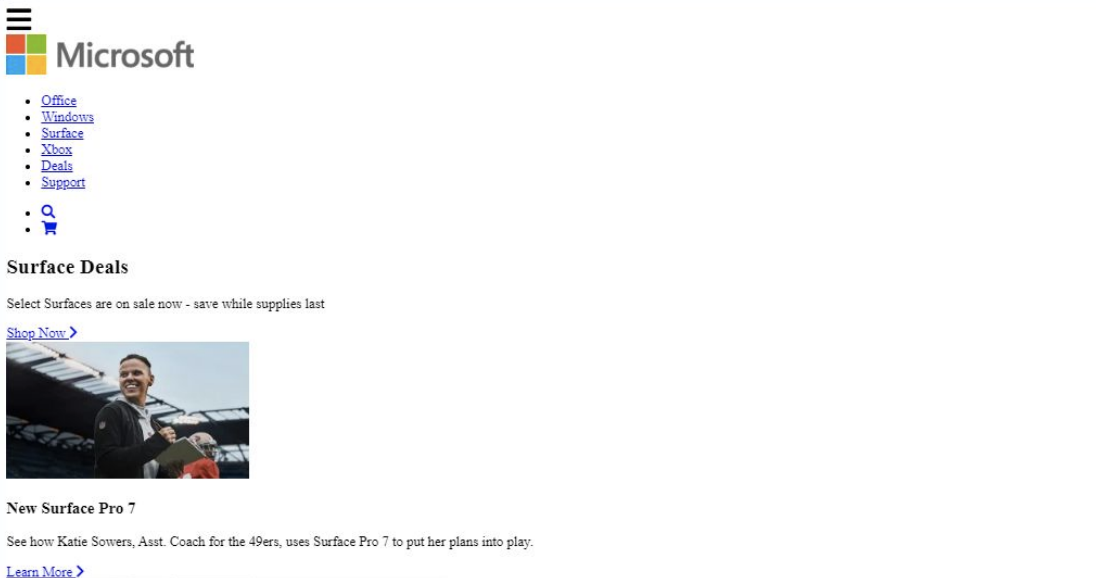 Microsoft
Office
Windows
Surface
Xbox
Deals
Support
Surface Deals
Select Surfaces are on sale now - save while supplies last
Shop Now
New Surface Pro 7
See how Katie Sowers, Asst. Coach for the 49ers, uses Surface Pro 7 to put her plans into play.
Learn More